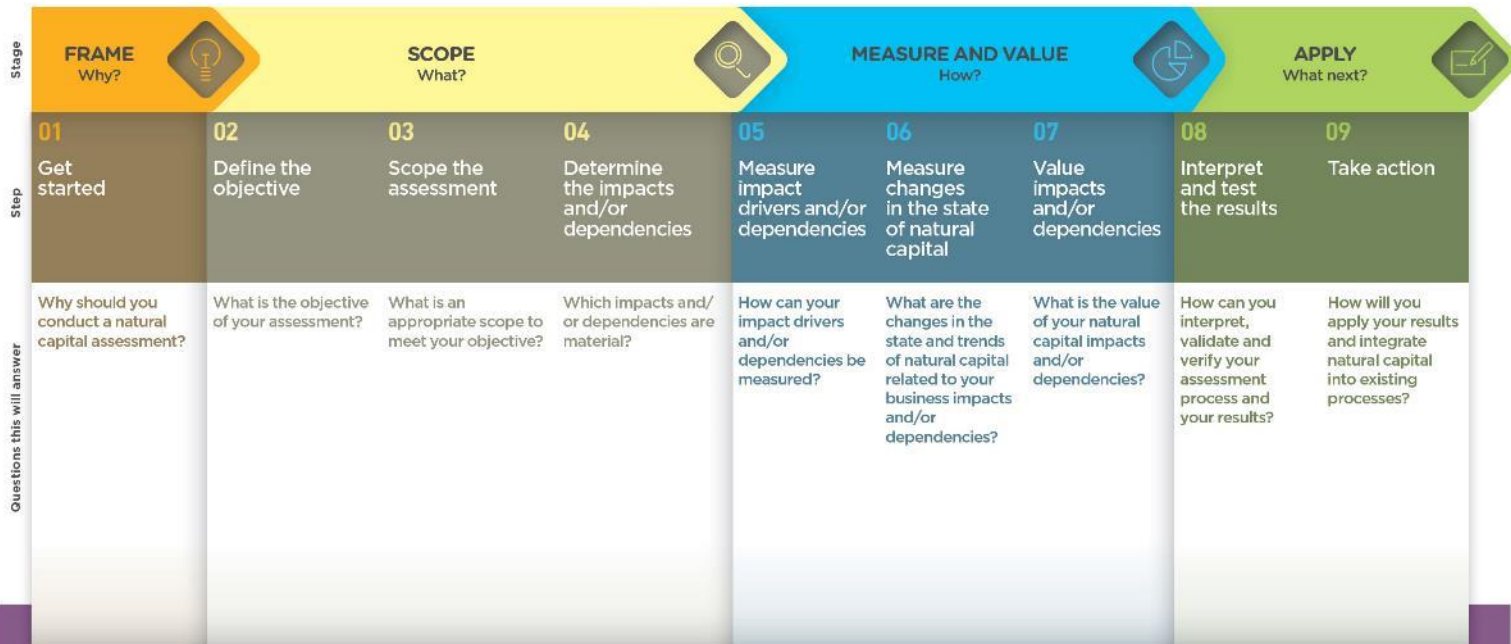 Stage
FRAME
Why?
SCOPE
What?
MEASURE AND VALUE
How?
APPLY
What next?
Step
01
Get
started
02
Define the
objective
03
Scope the
assessment
04
Determine
the impacts
and/or
dependencies
05
Measure
impact
drivers and/or
dependencies
06
Measure
changes
in the state
of natural
capital
07
Value
impacts
and/or
dependencies
08
Interpret
and test
the results
09
Take action
Questions this will answer
Why should you
conduct a natural
capital assessment?
What is the objective
of your assessment?
What is an
appropriate scope to
meet your objective?
Which impacts and/
or dependencies are
material?
How can your
impact drivers
and/or
dependencies be
measured?
What are the
changes in the
state and trends
of natural capital
related to your
business impacts
and/or
dependencies?
What is the value
of your natural
capital impacts
and/or
dependencies?
How can you
interpret,
validate and
verify your
assessment
process and
your results?
How will you
apply your results
and integrate
natural capital
into existing
processes?